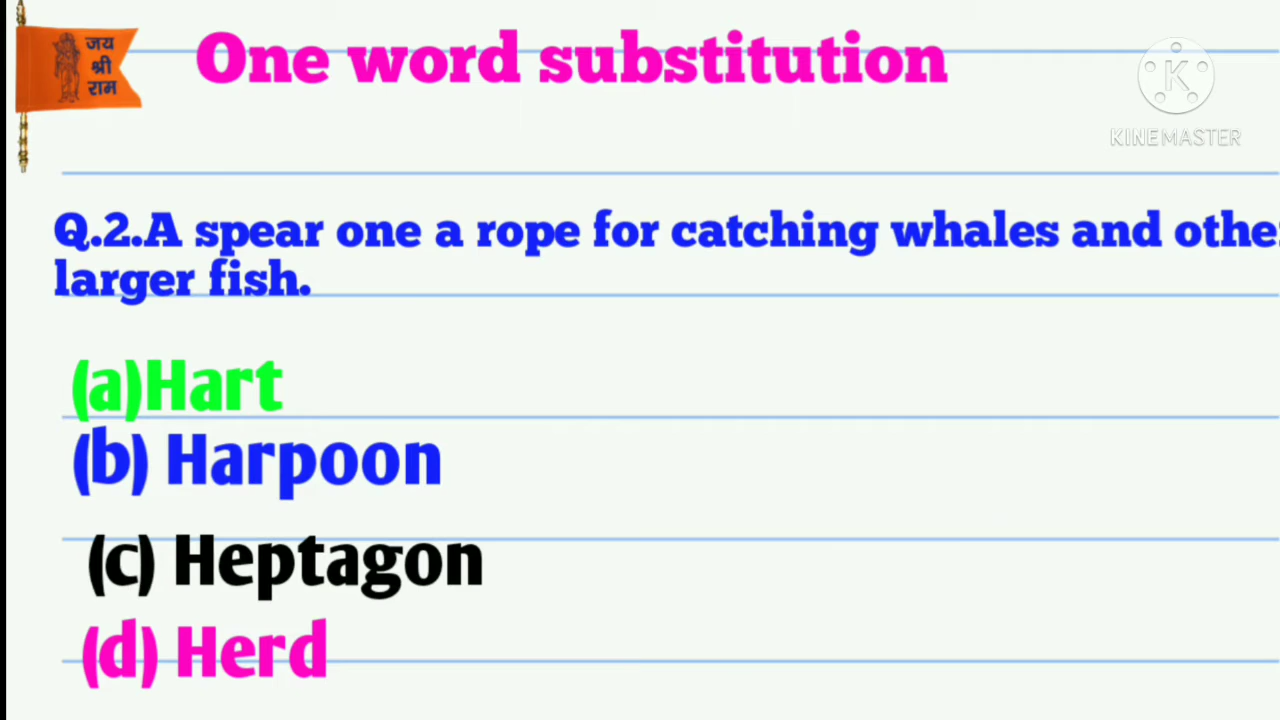 जय
श्री
राम
One word substitution
K
KINEMASTER
Q.2.A spear one a rope for catching whales and othe
larger fish.
(a)Hart
(b) Harpoon
(c) Heptagon
(d) Herd